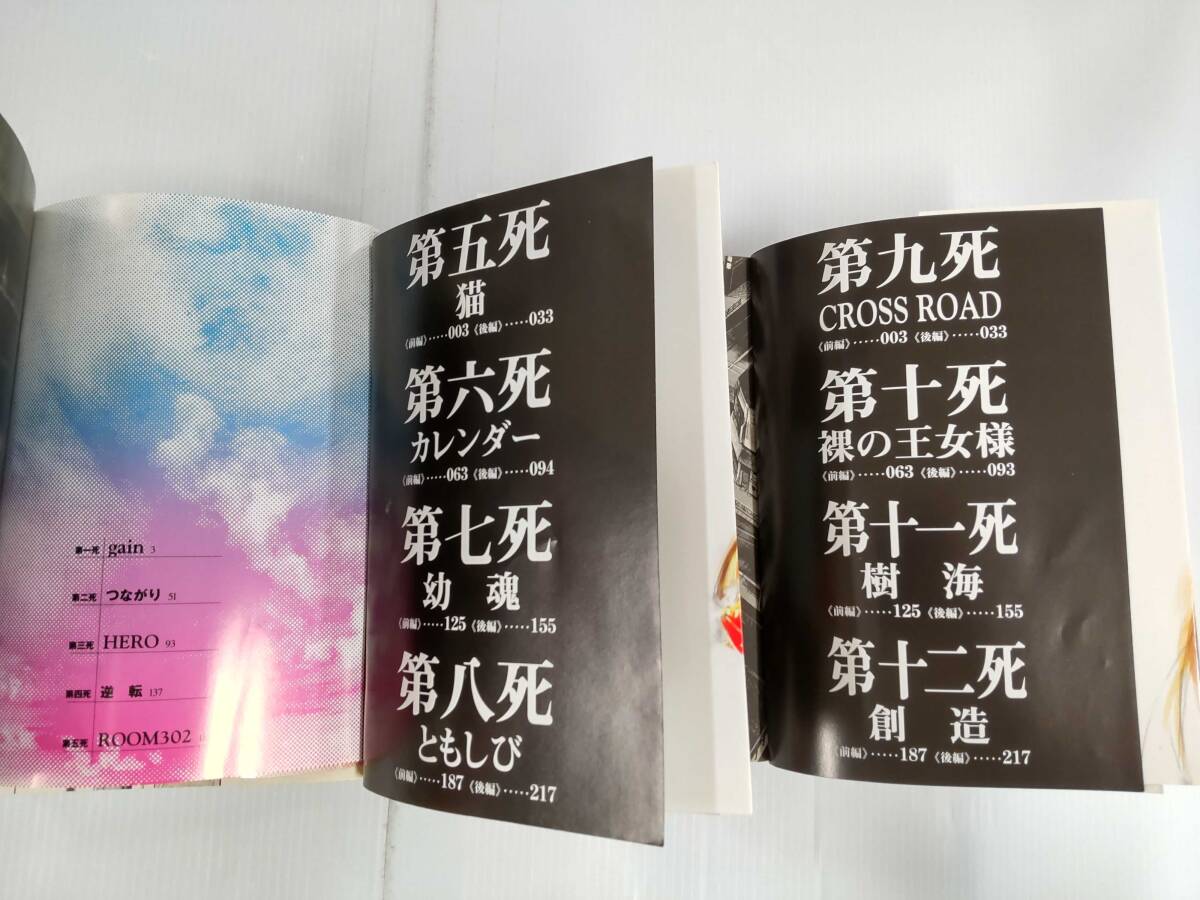 第一死 gain 3
第二死 つながり 51
第三死 HERO 93
第四死 逆転 137
第五死 ROOM302
第五死
猫
《前編》·····003《後編》·····033
第六死
カレンダー
《前編》·····063《後編》·····094
第七死
幼魂
《前編》·····125《後編》·····155
第八死
ともしび
《前編》·····187《後編》·····217
第九死
CROSS ROAD
《前編》·····003《後編》·····033
第十死
裸の王女様
《前編》·····063《後編》·····093
第十一死
樹海
《前編》·····125《後編》·····155
第十二死
創造
《前編》·····187《後編》·····217